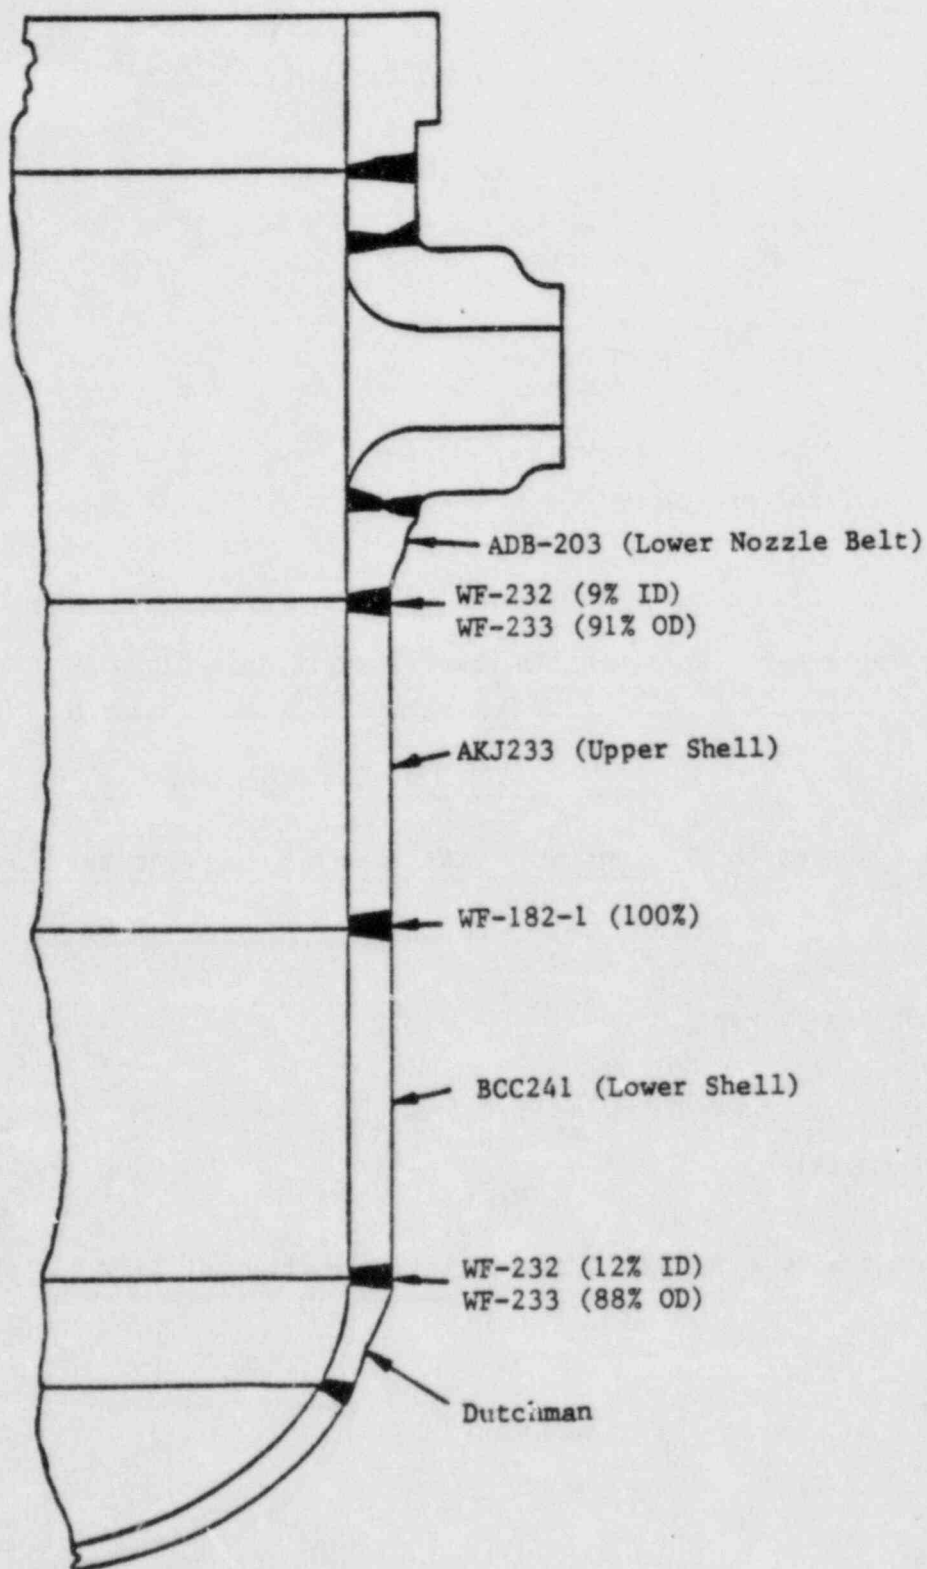 ADB-203 (Lower Nozzle Belt)
WF-232 (9% ID)
WF-233 (91% OD)
AKJ233 (Upper Shell)
WF-182-1 (100%)
BCC241 (Lower Shell)
WF-232 (12% ID)
WF-233 (88% OD)
Dutchman